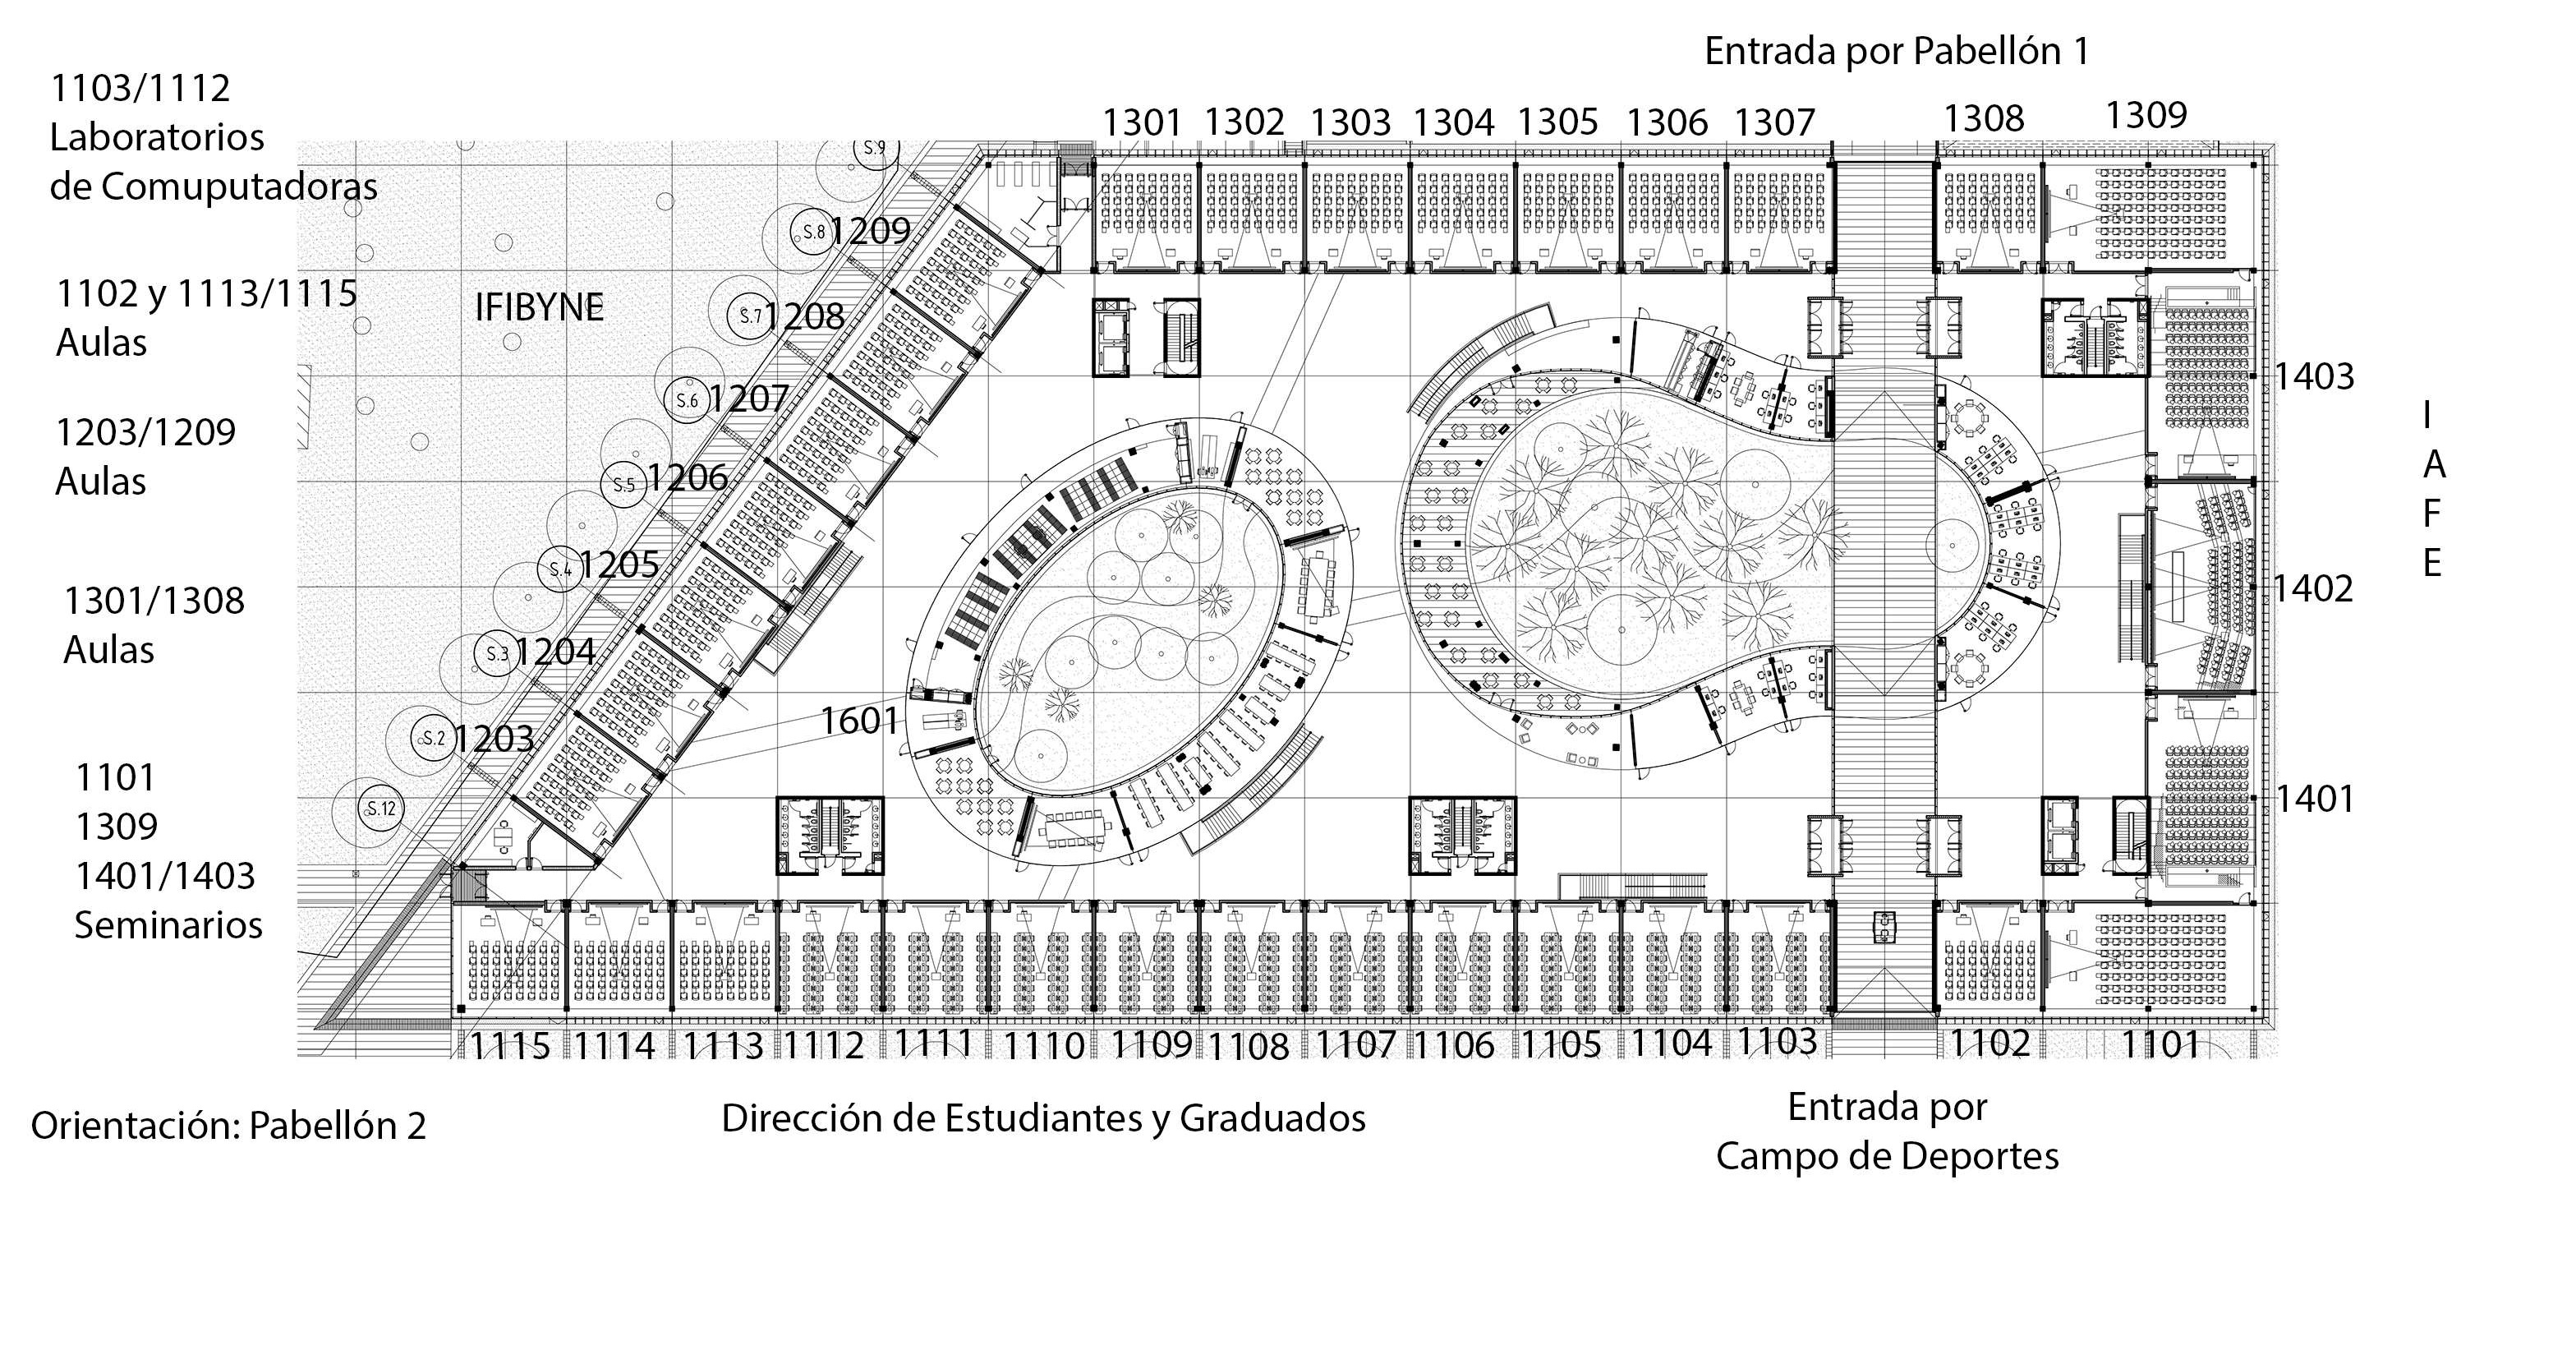 Entrada por Pabellón 1
1103/1112
Laboratorios
de Comuputadoras
1102 y 1113/1115
Aulas
1203/1209
Aulas
1301/1308
Aulas
1101
1309
1401/1403
Seminarios
1301
1302
1303
1304
1305
1306
1307
1308
1309
IFIBYNE
S.9
S.8
1209
S.7
1208
S.6
1207
S.5
1206
S.4
1205
S.3
1204
S.2
1203
S.12
1601
1403
1402
1401
I
A
F
E
1115
1114
1113
1112
1111
1110
1109
1108
1107
1106
1105
1104
1103
1102
1101
Orientación: Pabellón 2
Dirección de Estudiantes y Graduados
Entrada por
Campo de Deportes